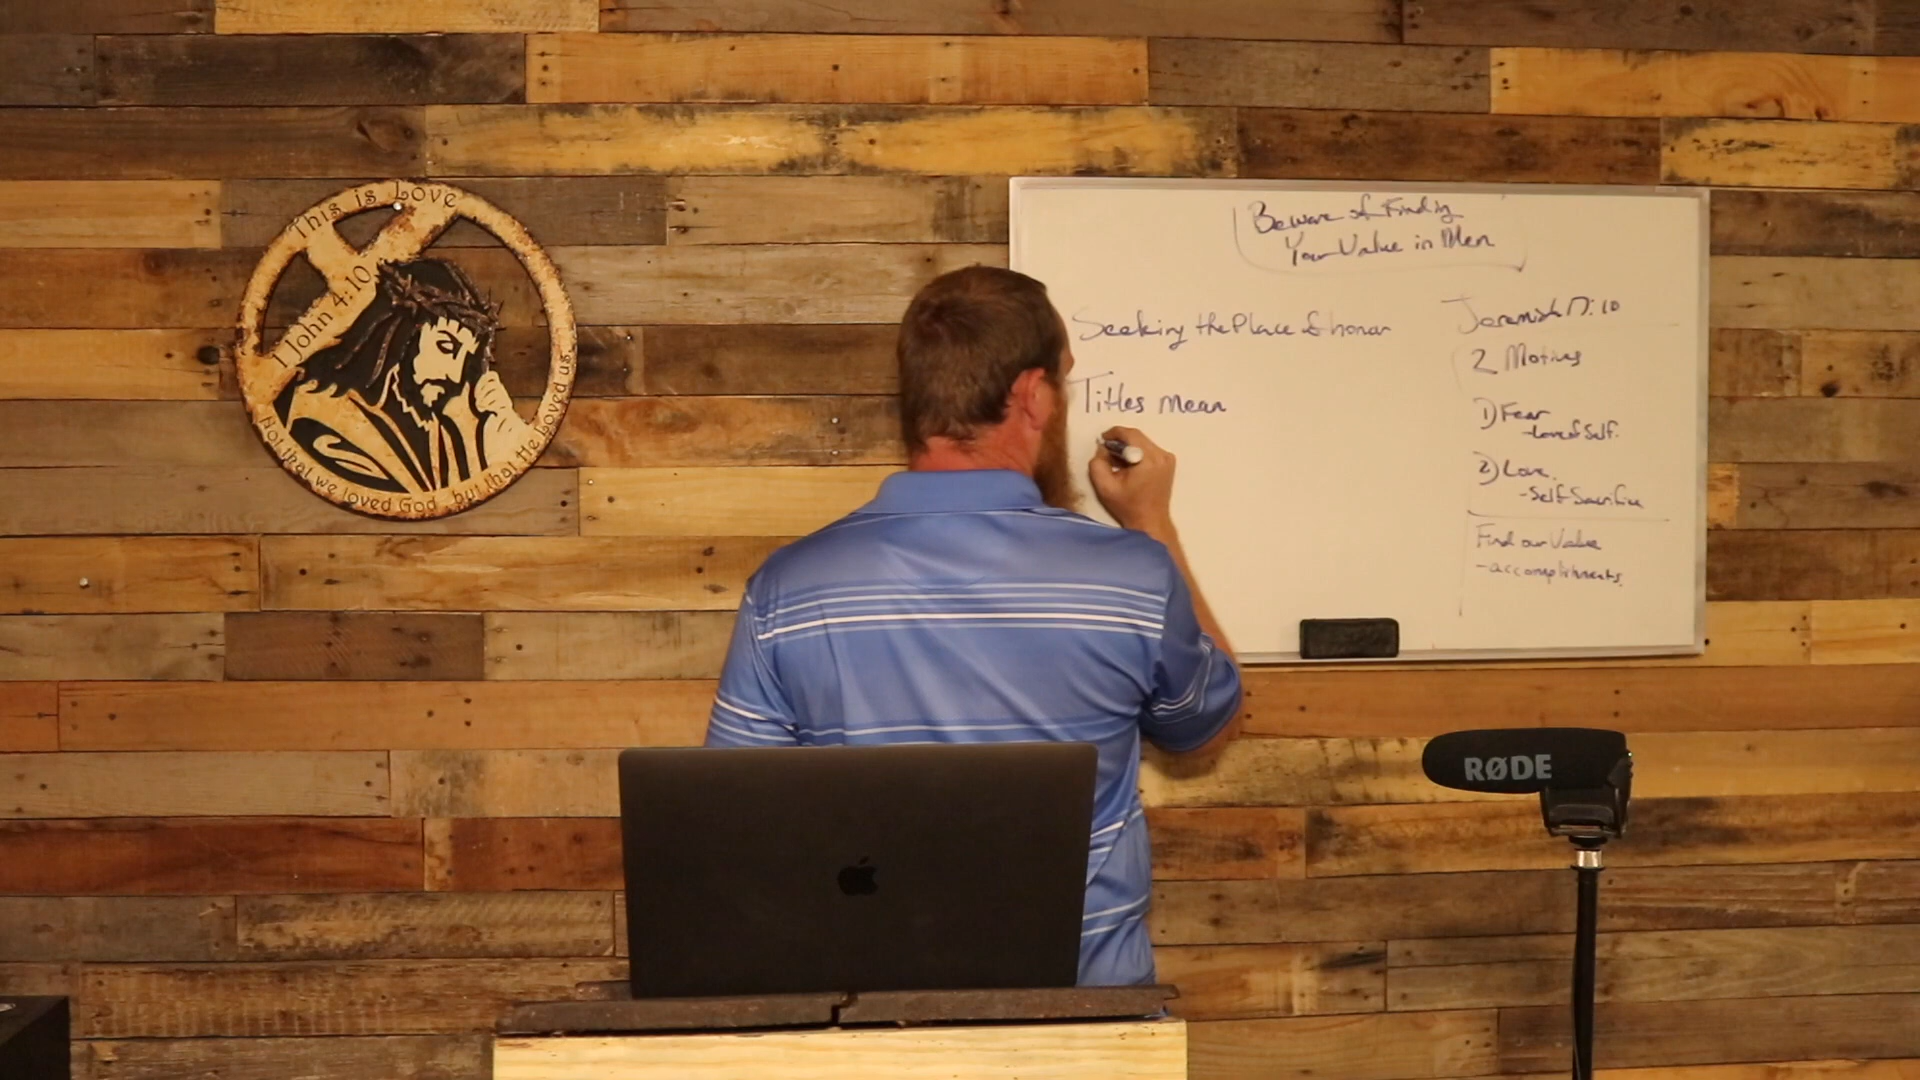 This is Love
1 John 4:10
Not that we loved God, but that He Loved us.
Beware of Finding
Your Value in Men
Seeking the Place of honor
Titles mean
Jeremiah 17:10
2 Motives
1) Fear
-Love of Self.
2) Love.
-Self-Sacrifice
Find our Value
-accomplishments.
RØDE